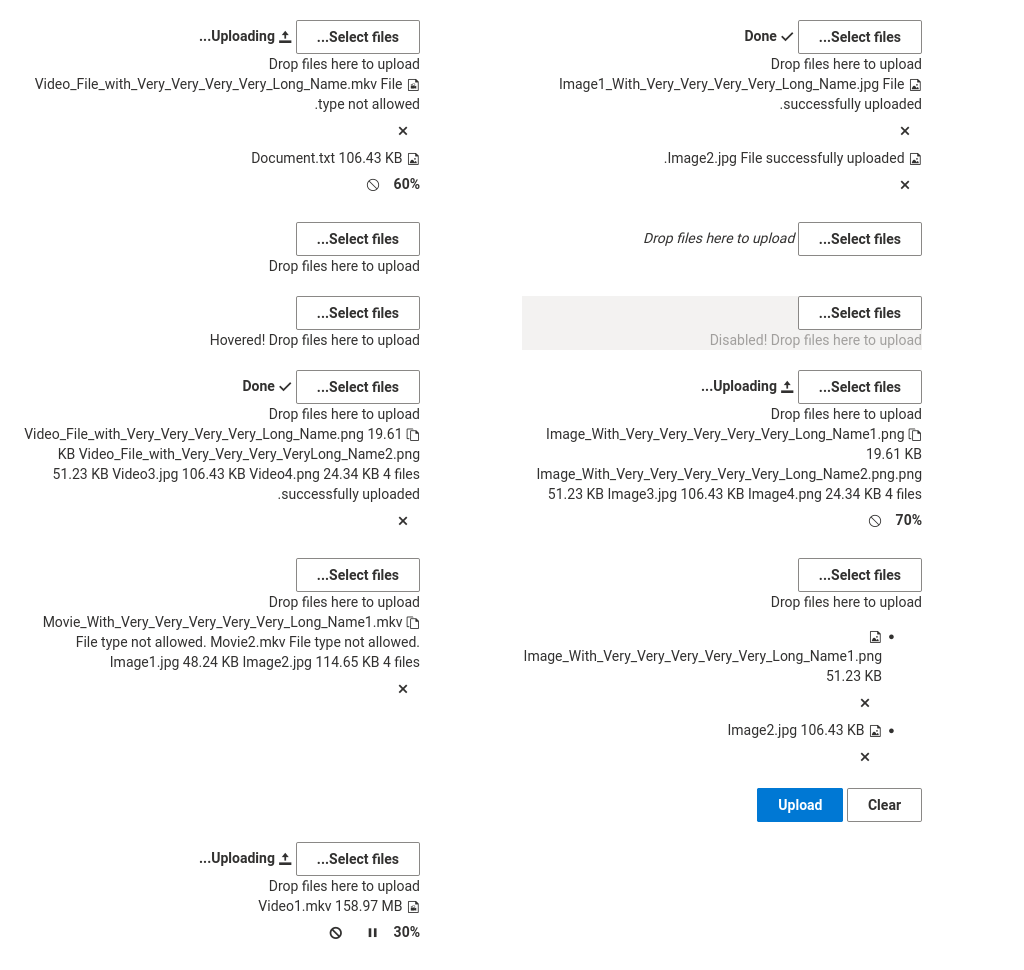 ...Uploading
...Select files
Drop files here to upload
Video_File_with_Very_Very_Very_Very_Long_Name.mkv File
.type not allowed
Document.txt 106.43 KB
60%
Done
...Select files
Drop files here to upload
Image1_With_Very_Very_Very_Very_Long_Name.jpg File
.successfully uploaded
.Image2.jpg File successfully uploaded
...Select files
Drop files here to upload
Drop files here to upload
...Select files
...Select files
Hovered! Drop files here to upload
...Select files
Disabled! Drop files here to upload
Done
...Select files
Drop files here to upload
Video_File_with_Very_Very_Very_Very_Long_Name.png 19.61
KB Video_File_with_Very_Very_Very_VeryLong_Name2.png
51.23 KB Video3.jpg 106.43 KB Video4.png 24.34 KB 4 files
.successfully uploaded
...Uploading
...Select files
Drop files here to upload
Image_With_Very_Very_Very_Very_Very_Long_Name1.png
19.61 KB
Image_With_Very_Very_Very_Very_Very_Long_Name2.png.png
51.23 KB Image3.jpg 106.43 KB Image4.png 24.34 KB 4 files
70%
...Select files
Drop files here to upload
Movie_With_Very_Very_Very_Very_Very_Long_Name1.mkv
File type not allowed. Movie2.mkv File type not allowed.
Image1.jpg 48.24 KB Image2.jpg 114.65 KB 4 files
...Select files
Drop files here to upload
Image_With_Very_Very_Very_Very_Very_Long_Name1.png
51.23 KB
Image2.jpg 106.43 KB
Upload
Clear
...Uploading
...Select files
Drop files here to upload
Video1.mkv 158.97 MB
30%